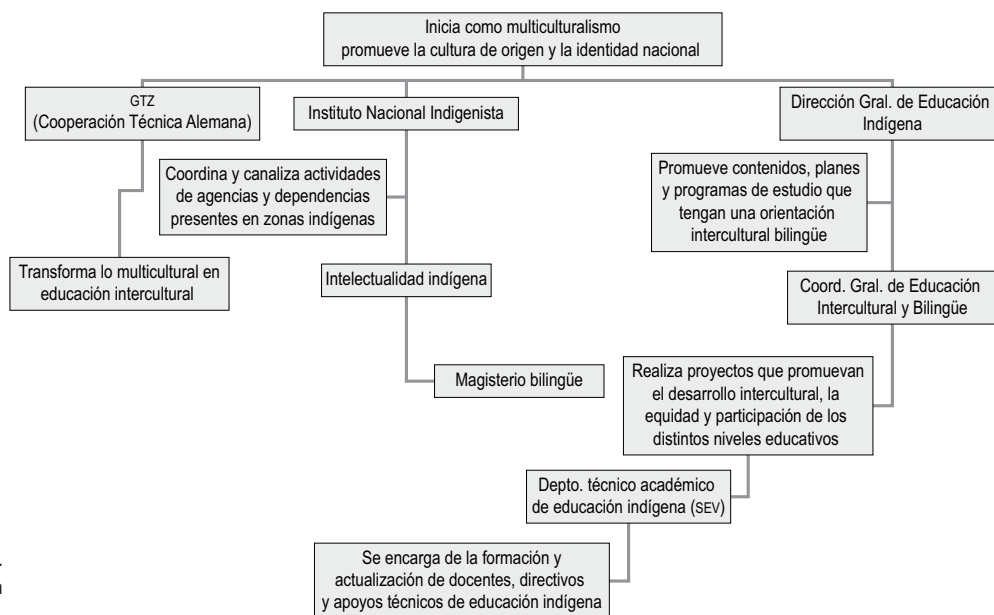 Inicia como multiculturalismo
promueve la cultura de origen y la identidad nacional
GTZ
(Cooperación Técnica Alemana)
Instituto Nacional Indigenista
Dirección Gral. de Educación
Indígena
Coordina y canaliza actividades
de agencias y dependencias
presentes en zonas indígenas
Promueve contenidos, planes
y programas de estudio que
tengan una orientación
intercultural bilingüe
Transforma lo multicultural en
educación intercultural
Intelectualidad indígena
Coord. Gral. de Educación
Intercultural y Bilingüe
Magisterio bilingüe
Realiza proyectos que promuevan
el desarrollo intercultural, la
equidad y participación de los
distintos niveles educativos
Depto. técnico académico
de educación indígena (SEV)
Se encarga de la formación y
actualización de docentes, directivos
y apoyos técnicos de educación indígena